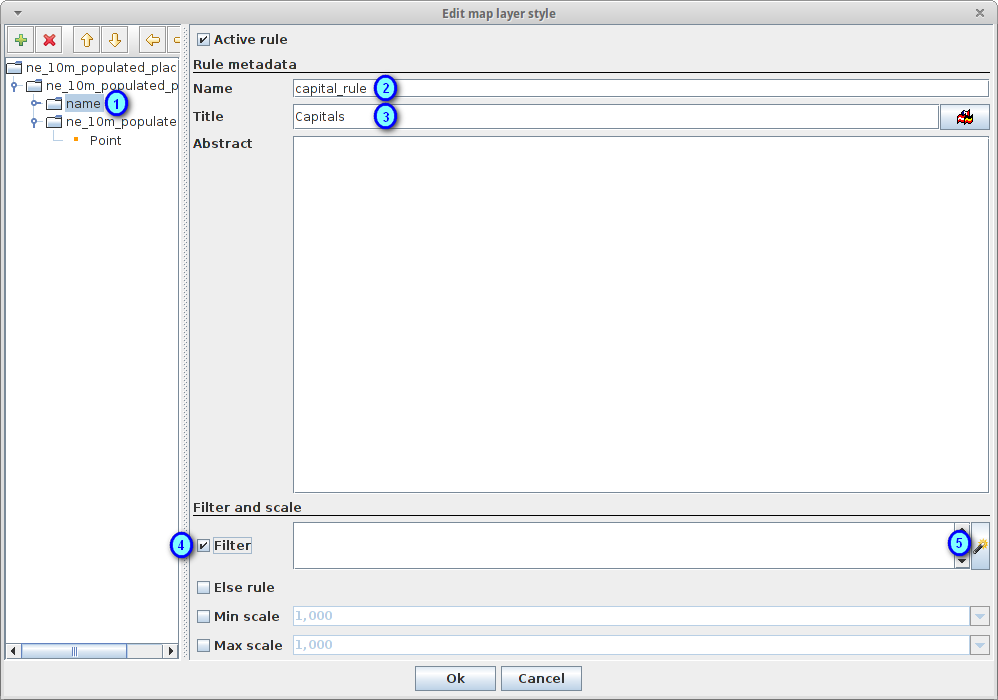 Edit map layer style
ne_10m_populated_plac
ne_10m_populated_p
name 1
ne_10m_populate
Point
Active rule
Rule metadata
Name capital_rule 2
Title Capitals 3
Abstract
Filter and scale
4 Filter 5
Else rule
Min scale 1,000
Max scale 1,000
Ok Cancel